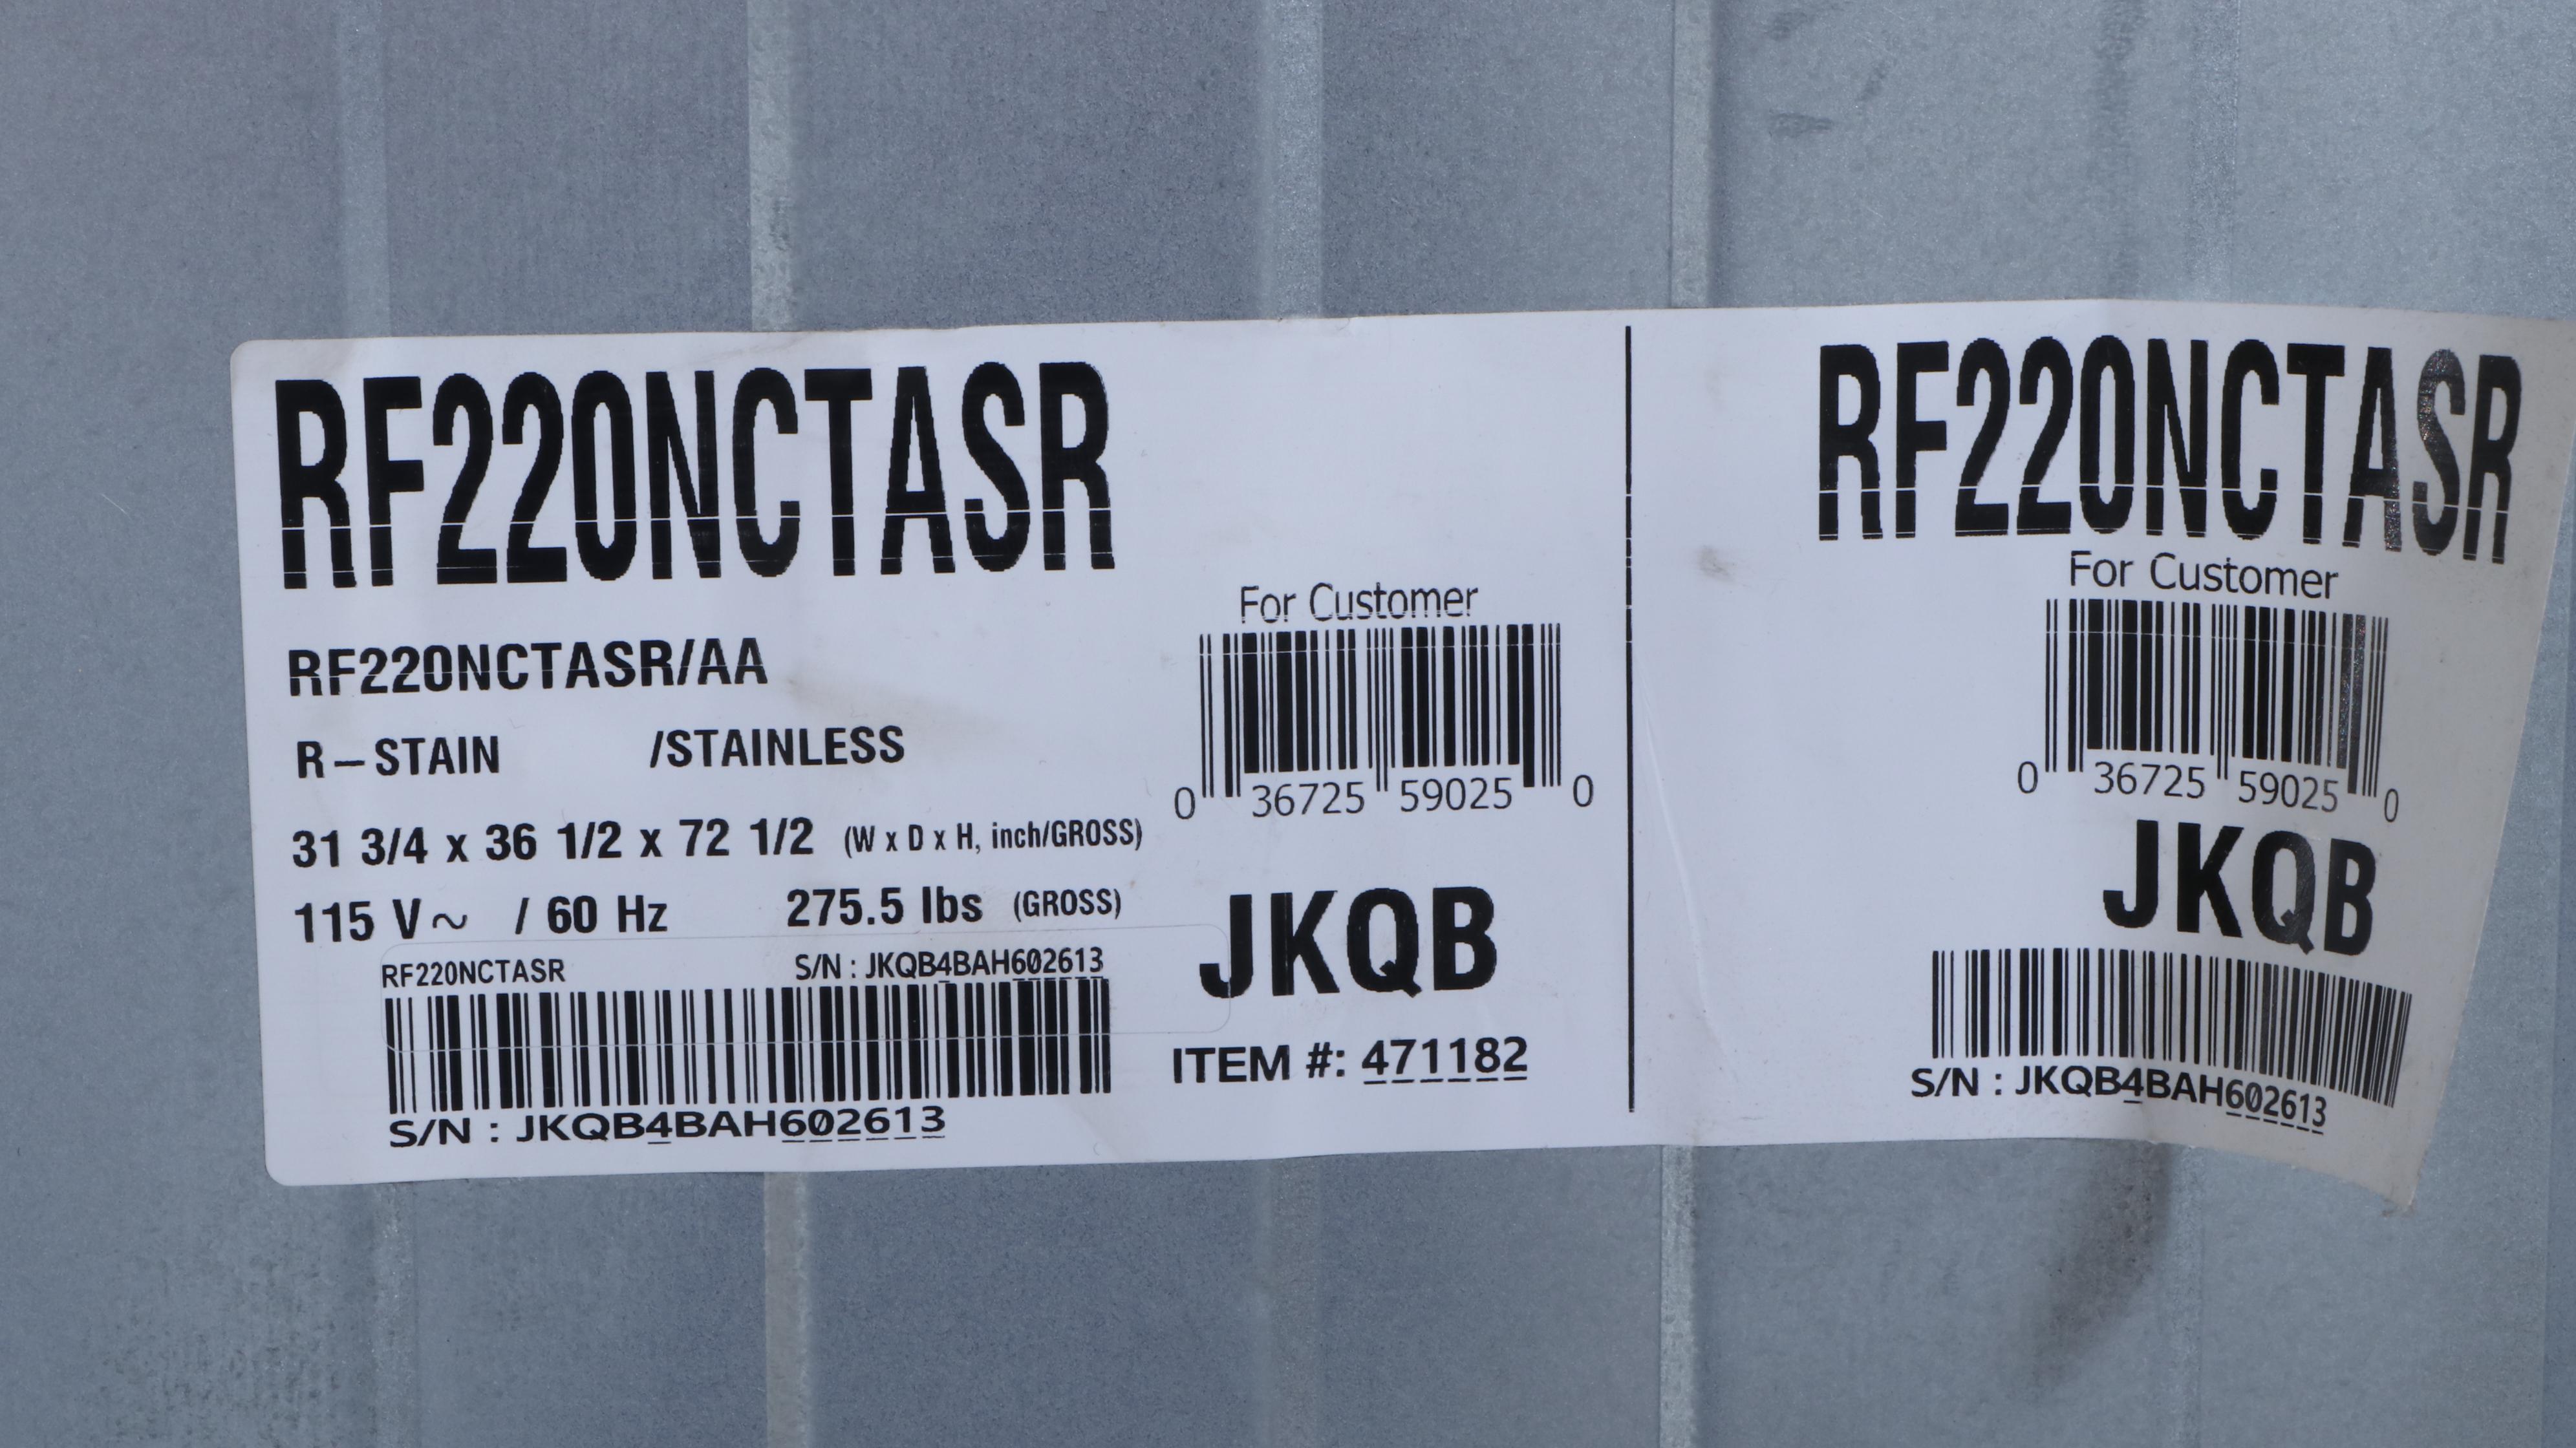 RF220NCTASR
RF220NCTASR/AA
R-STAIN /STAINLESS
31 3/4 x 36 1/2 x 72 1/2 (W x D x H, inch/GROSS)
115 V~ / 60 Hz 275.5 lbs (GROSS)
RF220NCTASR S/N : JKQB4BAH602613
S/N : JKQB4BAH602613
For Customer
0 36725 59025 0
JKQB
ITEM #: 471182
RF220NCTASR
For Customer
0 36725 59025 0
JKQB
S/N : JKQB4BAH602613